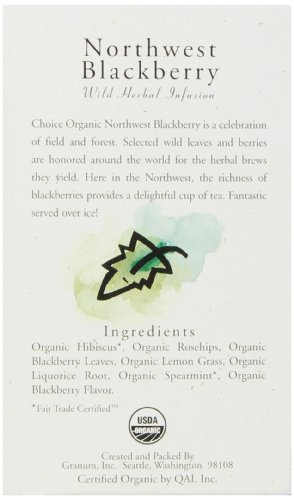 Northwest
Blackberry
Wild Herbal Infusion
Choice Organic Northwest Blackberry is a celebration
of field and forest. Selected wild leaves and berries
are honored around the world for the herbal brews
they yield. Here in the Northwest, the richness of
blackberries provides a delightful cup of tea. Fantastic
served over ice!
Ingredients
Organic Hibiscus*, Organic Rosehips, Organic
Blackberry Leaves, Organic Lemon Grass, Organic
Liquorice Root, Organic Spearmint*, Organic
Blackberry Flavor.
*Fair Trade Certified™
USDA
ORGANIC
Created and Packed By
Granum, Inc. Seattle, Washington 98108
Certified Organic by QAI, Inc.